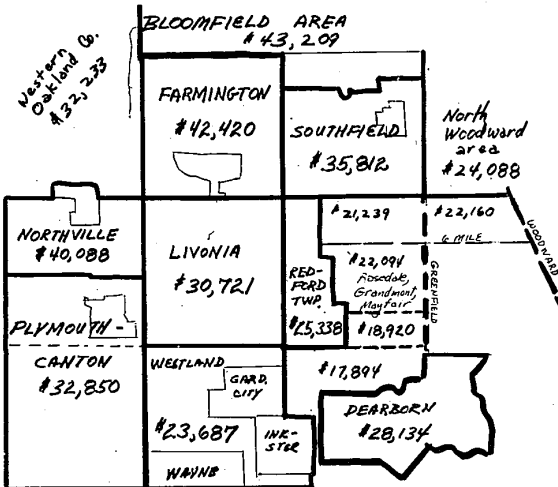 BLOOMFIELD AREA
$43,209
Western
Oakland Co.
$32,233
FARMINGTON
$42,420
SOUTHFIELD
$35,812
North
Woodward
area
$24,088
NORTHVILLE
$40,088
LIVONIA
$30,721
$21,239
$22,160
6 MILE
WOODWARD
GREENFIELD
RED-
FORD
TWP.
$25,338
$22,094
Rosedale,
Grandmont,
Mayfair
$18,920
PLYMOUTH-
CANTON
$32,850
WESTLAND
GARD.
CITY
$23,687
INK-
STER
WAYNE
$17,894
DEARBORN
$28,134